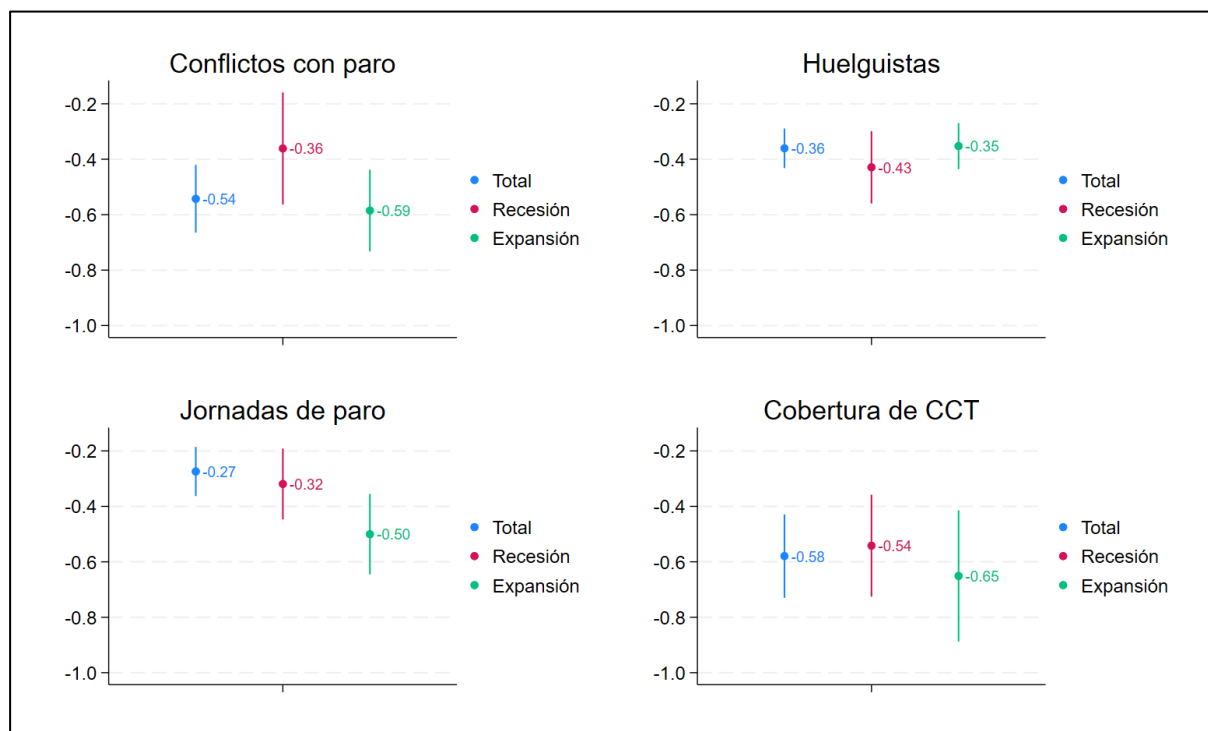 Conflictos con paro
-0.2
-0.4
-0.6
-0.8
-1.0
-0.54
-0.36
-0.59
Total
Recesión
Expansión
Huelguistas
-0.2
-0.4
-0.6
-0.8
-1.0
-0.36
-0.43
-0.35
Total
Recesión
Expansión
Jornadas de paro
-0.2
-0.4
-0.6
-0.8
-1.0
-0.27
-0.32
-0.50
Total
Recesión
Expansión
Cobertura de CCT
-0.2
-0.4
-0.6
-0.8
-1.0
-0.58
-0.54
-0.65
Total
Recesión
Expansión